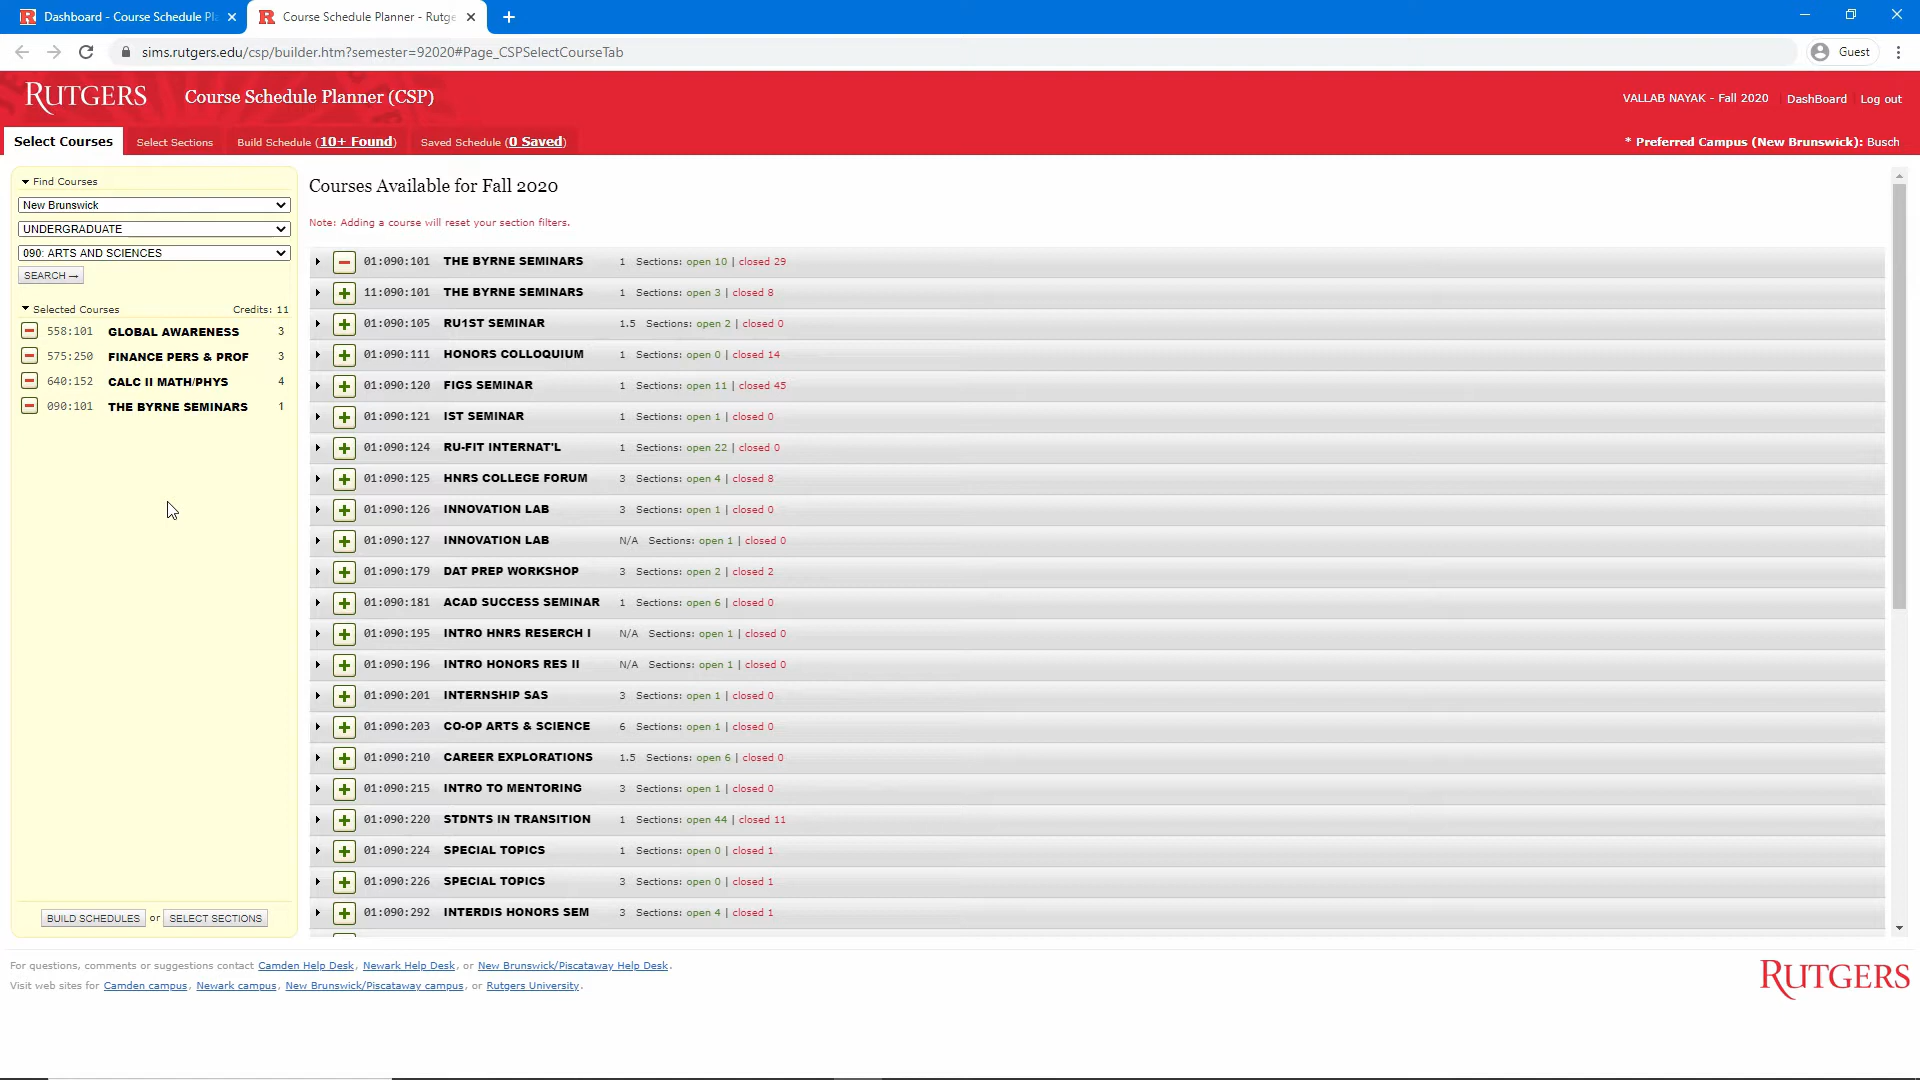 Dashboard - Course Schedule Pla
Course Schedule Planner - Rutge
sims.rutgers.edu/csp/builder.htm?semester=92020#Page_CSPSelectCourseTab
Guest
RUTGERS
Course Schedule Planner (CSP)
VALLAB NAYAK - Fall 2020
DashBoard
Log out
Select Courses
Select Sections
Build Schedule (10+ Found)
Saved Schedule (0 Saved)
* Preferred Campus (New Brunswick): Busch
Find Courses
New Brunswick
UNDERGRADUATE
090: ARTS AND SCIENCES
SEARCH →
Selected Courses Credits: 11
558:101 GLOBAL AWARENESS 3
575:250 FINANCE PERS & PROF 3
640:152 CALC II MATH/PHYS 4
090:101 THE BYRNE SEMINARS 1
BUILD SCHEDULES or SELECT SECTIONS
Courses Available for Fall 2020
Note: Adding a course will reset your section filters.
01:090:101 THE BYRNE SEMINARS 1 Sections: open 10 | closed 29
11:090:101 THE BYRNE SEMINARS 1 Sections: open 3 | closed 8
01:090:105 RU1ST SEMINAR 1.5 Sections: open 2 | closed 0
01:090:111 HONORS COLLOQUIUM 1 Sections: open 0 | closed 14
01:090:120 FIGS SEMINAR 1 Sections: open 11 | closed 45
01:090:121 IST SEMINAR 1 Sections: open 1 | closed 0
01:090:124 RU-FIT INTERNAT'L 1 Sections: open 22 | closed 0
01:090:125 HNRS COLLEGE FORUM 3 Sections: open 4 | closed 8
01:090:126 INNOVATION LAB 3 Sections: open 1 | closed 0
01:090:127 INNOVATION LAB N/A Sections: open 1 | closed 0
01:090:179 DAT PREP WORKSHOP 3 Sections: open 2 | closed 2
01:090:181 ACAD SUCCESS SEMINAR 1 Sections: open 6 | closed 0
01:090:195 INTRO HNRS RESERCH I N/A Sections: open 1 | closed 0
01:090:196 INTRO HONORS RES II N/A Sections: open 1 | closed 0
01:090:201 INTERNSHIP SAS 3 Sections: open 1 | closed 0
01:090:203 CO-OP ARTS & SCIENCE 6 Sections: open 1 | closed 0
01:090:210 CAREER EXPLORATIONS 1.5 Sections: open 6 | closed 0
01:090:215 INTRO TO MENTORING 3 Sections: open 1 | closed 0
01:090:220 STDNTS IN TRANSITION 1 Sections: open 44 | closed 11
01:090:224 SPECIAL TOPICS 1 Sections: open 0 | closed 1
01:090:226 SPECIAL TOPICS 3 Sections: open 0 | closed 1
01:090:292 INTERDIS HONORS SEM 3 Sections: open 4 | closed 1
For questions, comments or suggestions contact Camden Help Desk, Newark Help Desk, or New Brunswick/Piscataway Help Desk.
Visit web sites for Camden campus, Newark campus, New Brunswick/Piscataway campus, or Rutgers University.
RUTGERS